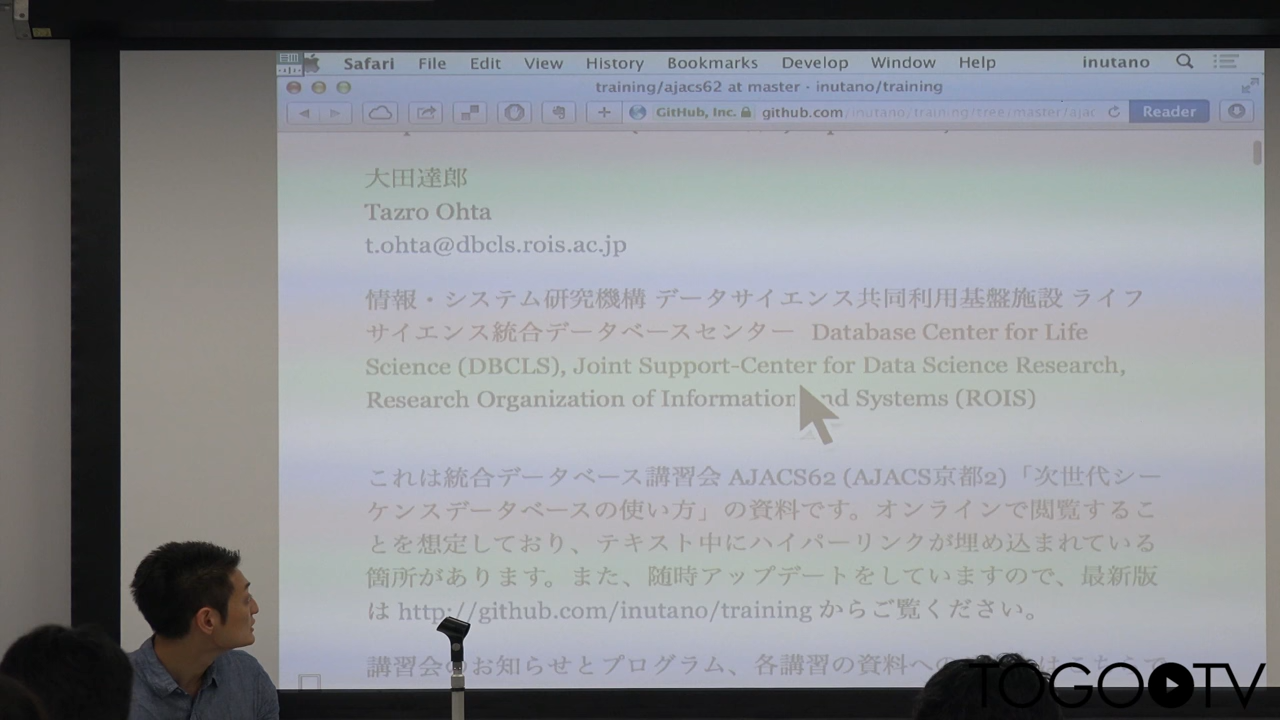 Safari File Edit View History Bookmarks Develop Window Help inutano
training/ajacs62 at master · inutano/training
GitHub, Inc. github.com/inutano/training/tree/master/ajac Reader
大田達郎
Tazro Ohta
t.ohta@dbcls.rois.ac.jp
情報・システム研究機構 データサイエンス共同利用基盤施設 ライフ
サイエンス統合データベースセンター Database Center for Life
Science (DBCLS), Joint Support-Center for Data Science Research,
Research Organization of Information and Systems (ROIS)
これは統合データベース講習会 AJACS62 (AJACS京都2)「次世代シー
ケンスデータベースの使い方」の資料です。オンラインで閲覧するこ
とを想定しており、テキスト中にハイパーリンクが埋め込まれている
箇所があります。また、随時アップデートをしていますので、最新版
は http://github.com/inutano/training からご覧ください。
講習会のお知らせとプログラム、各講習の資料への
TOGOTV